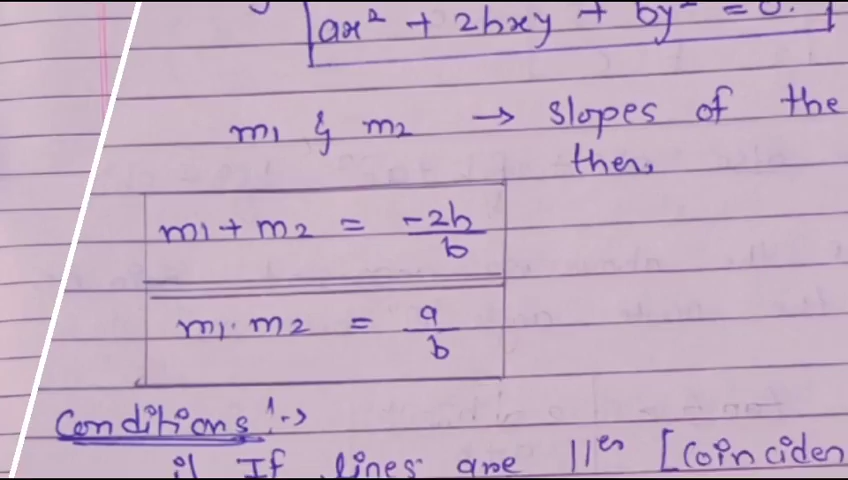 ax² + 2hxy + by² = 0.
m1 & m2 → slopes of the
then,
m1 + m2 = -2h/b
m1 . m2 = a/b
Conditions :->
i) If lines are ||er [Coinciden